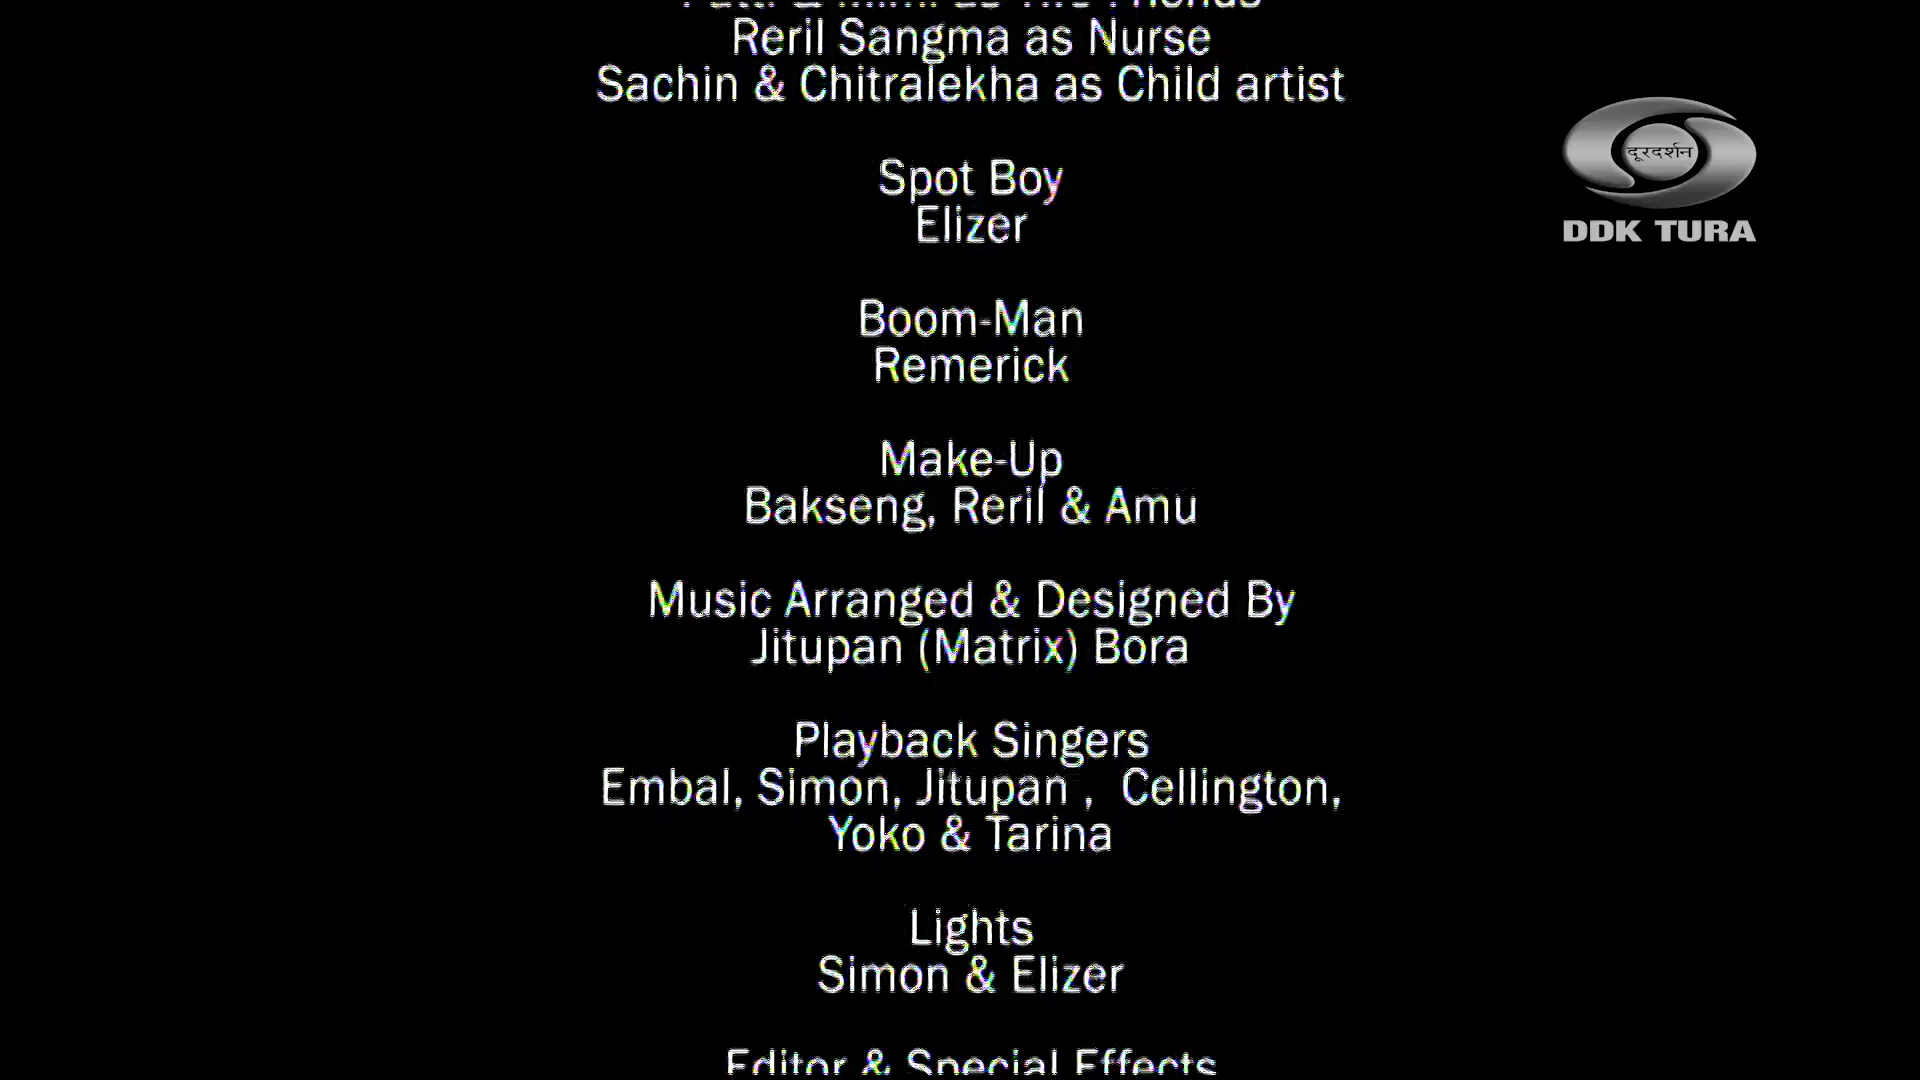 Reril Sangma as Nurse
Sachin & Chitralekha as Child artist
Spot Boy
Elizer
Boom-Man
Remerick
Make-Up
Bakseng, Reril & Amu
Music Arranged & Designed By
Jitupan (Matrix) Bora
Playback Singers
Embal, Simon, Jitupan ,  Cellington,
Yoko & Tarina
Lights
Simon & Elizer
Editor & Special Effects
दूरदर्शन
DDK TURA